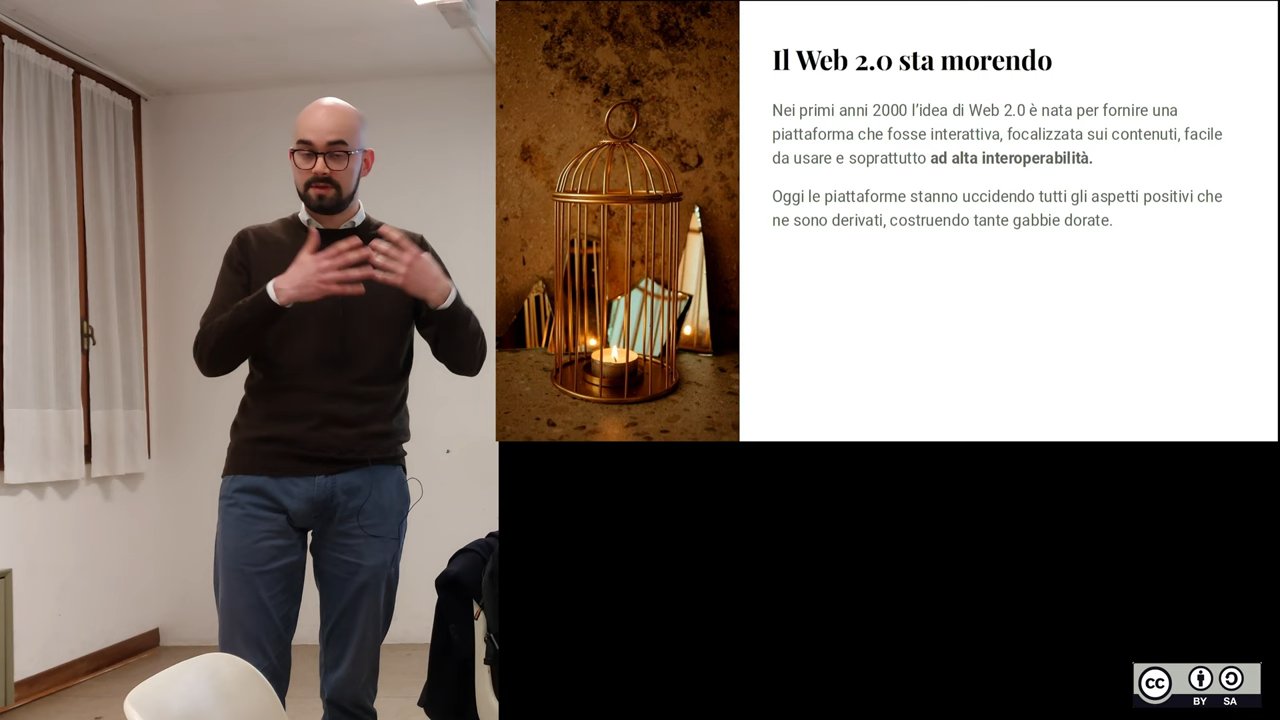 Il Web 2.0 sta morendo
Nei primi anni 2000 l'idea di Web 2.0 è nata per fornire una
piattaforma che fosse interattiva, focalizzata sui contenuti, facile
da usare e soprattutto ad alta interoperabilità.
Oggi le piattaforme stanno uccidendo tutti gli aspetti positivi che
ne sono derivati, costruendo tante gabbie dorate.
cc
BY SA